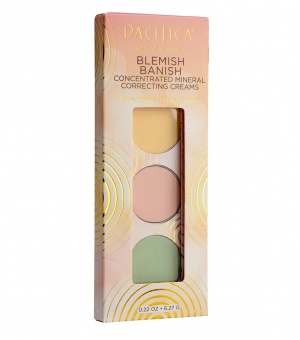 PACIFICA
BLEMISH
BANISH
CONCENTRATED MINERAL
CORRECTING CREAMS
0.22 OZ • 6.27 G